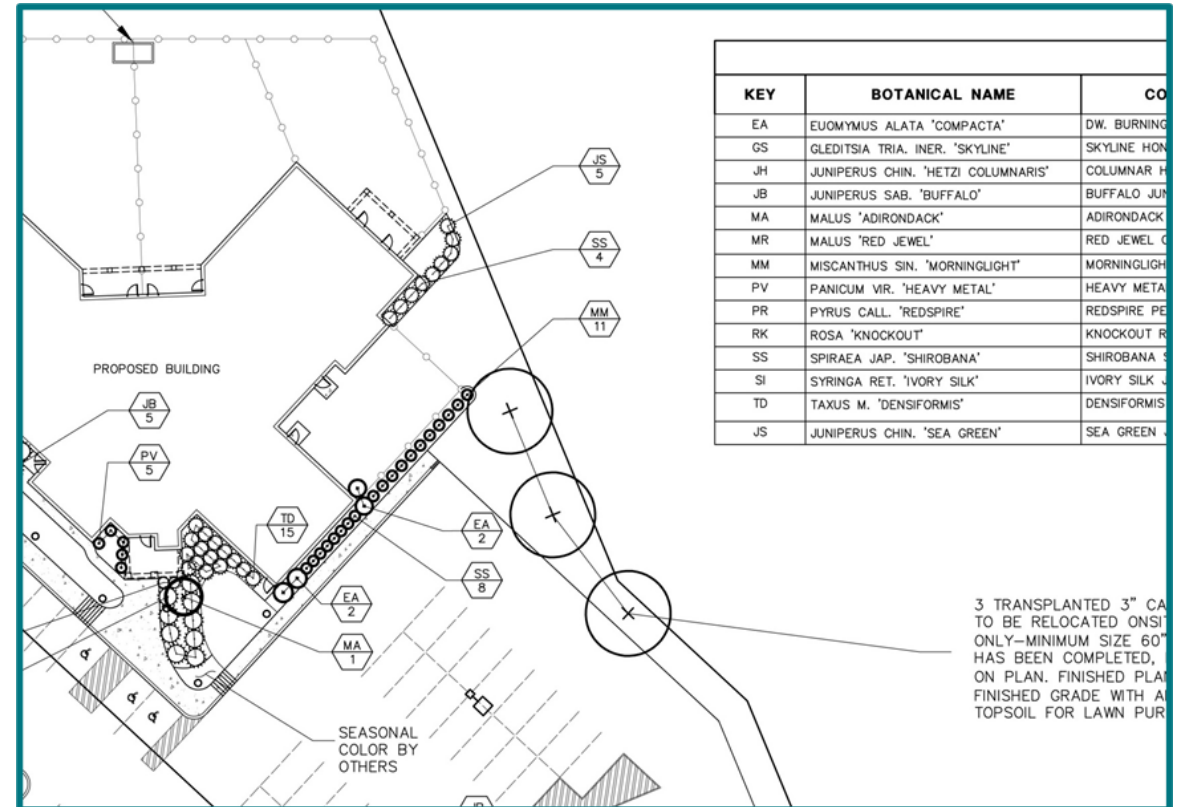 KEY BOTANICAL NAME CO
EA EUOMYMUS ALATA 'COMPACTA' DW. BURNING
GS GLEDITSIA TRIA. INER. 'SKYLINE' SKYLINE HON
JH JUNIPERUS CHIN. 'HETZI COLUMNARIS' COLUMNAR H
JB JUNIPERUS SAB. 'BUFFALO' BUFFALO JUN
MA MALUS 'ADIRONDACK' ADIRONDACK
MR MALUS 'RED JEWEL' RED JEWEL C
MM MISCANTHUS SIN. 'MORNINGLIGHT' MORNINGLIGH
PV PANICUM VIR. 'HEAVY METAL' HEAVY META
PR PYRUS CALL. 'REDSPIRE' REDSPIRE PE
RK ROSA 'KNOCKOUT' KNOCKOUT R
SS SPIRAEA JAP. 'SHIROBANA' SHIROBANA S
SI SYRINGA RET. 'IVORY SILK' IVORY SILK J
TD TAXUS M. 'DENSIFORMIS' DENSIFORMIS
JS JUNIPERUS CHIN. 'SEA GREEN' SEA GREEN J
JS
5
SS
4
MM
11
PROPOSED BUILDING
JB
5
PV
5
TD
15
EA
2
SS
8
EA
2
MA
1
SEASONAL
COLOR BY
OTHERS
3 TRANSPLANTED 3" CA
TO BE RELOCATED ONSIT
ONLY-MINIMUM SIZE 60"
HAS BEEN COMPLETED,
ON PLAN. FINISHED PLAN
FINISHED GRADE WITH A
TOPSOIL FOR LAWN PUR